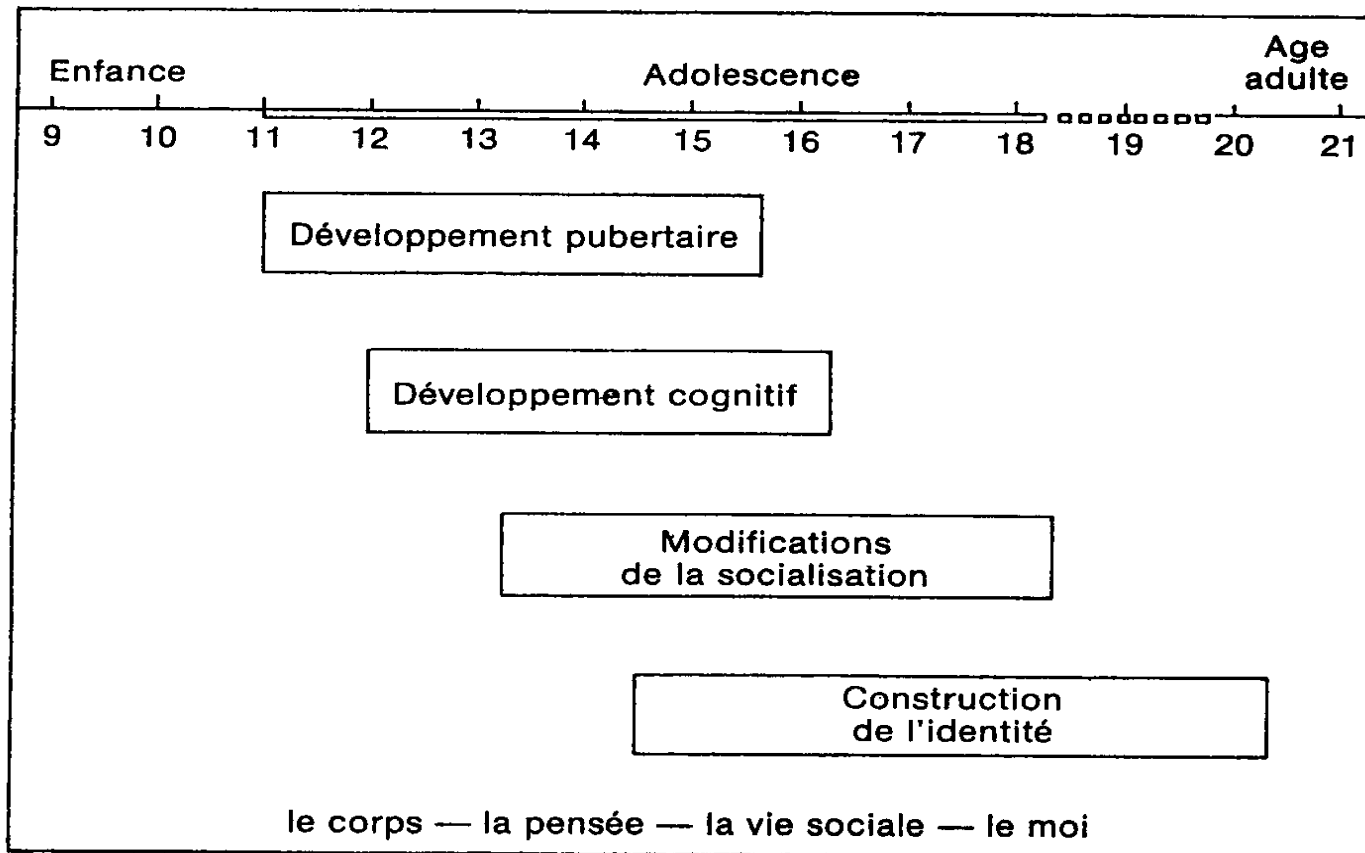 Enfance
Adolescence
Age
adulte
9 10 11 12 13 14 15 16 17 18 19 20 21
Développement pubertaire
Développement cognitif
Modifications
de la socialisation
Construction
de l'identité
le corps — la pensée — la vie sociale — le moi